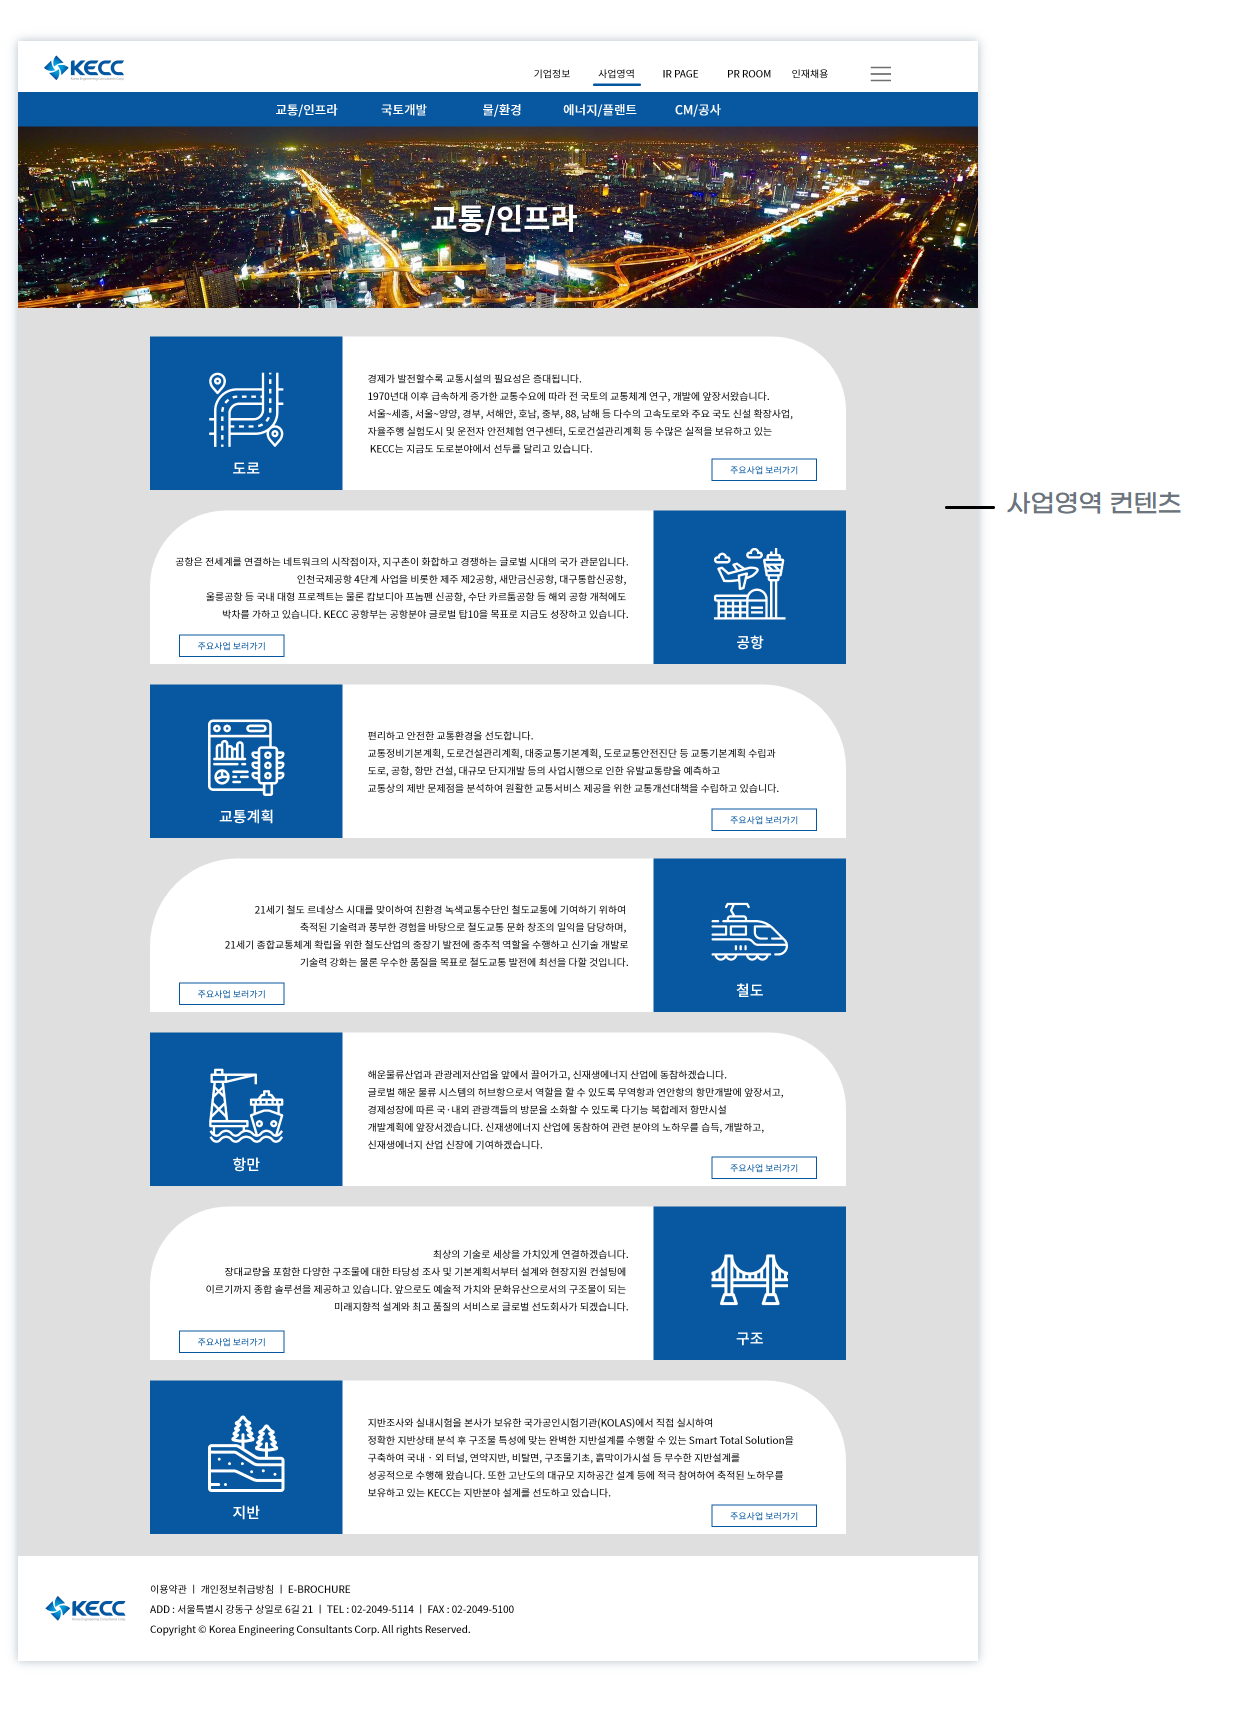 KECC
기업정보 사업영역 IR PAGE PR ROOM 인재채용
교통/인프라 국토개발 물/환경 에너지/플랜트 CM/공사
교통/인프라
도로
경제가 발전할수록 교통시설의 필요성은 증대됩니다.
1970년대 이후 급속하게 증가한 교통수요에 따라 전 국토의 교통체계 연구, 개발에 앞장서왔습니다.
서울~세종, 서울~양양, 경부, 서해안, 호남, 중부, 88, 남해 등 다수의 고속도로와 주요 국도 신설 확장사업,
자율주행 실험도시 및 운전자 안전체험 연구센터, 도로건설관리계획 등 수많은 실적을 보유하고 있는
KECC는 지금도 도로분야에서 선두를 달리고 있습니다.
주요사업 보러가기
사업영역 컨텐츠
공항은 전세계를 연결하는 네트워크의 시작점이자, 지구촌이 화합하고 경쟁하는 글로벌 시대의 국가 관문입니다.
인천국제공항 4단계 사업을 비롯한 제주 제2공항, 새만금신공항, 대구통합신공항,
울릉공항 등 국내 대형 프로젝트는 물론 캄보디아 프놈펜 신공항, 수단 카르툼공항 등 해외 공항 개척에도
박차를 가하고 있습니다. KECC 공항부는 공항분야 글로벌 탑10을 목표로 지금도 성장하고 있습니다.
주요사업 보러가기
공항
교통계획
편리하고 안전한 교통환경을 선도합니다.
교통정비기본계획, 도로건설관리계획, 대중교통기본계획, 도로교통안전진단 등 교통기본계획 수립과
도로, 공항, 항만 건설, 대규모 단지개발 등의 사업시행으로 인한 유발교통량을 예측하고
교통상의 제반 문제점을 분석하여 원활한 교통서비스 제공을 위한 교통개선대책을 수립하고 있습니다.
주요사업 보러가기
21세기 철도 르네상스 시대를 맞이하여 친환경 녹색교통수단인 철도교통에 기여하기 위하여
축적된 기술력과 풍부한 경험을 바탕으로 철도교통 문화 창조의 일익을 담당하며,
21세기 종합교통체계 확립을 위한 철도산업의 중장기 발전에 중추적 역할을 수행하고 신기술 개발로
기술력 강화는 물론 우수한 품질을 목표로 철도교통 발전에 최선을 다할 것입니다.
주요사업 보러가기
철도
항만
해운물류산업과 관광레저산업을 앞에서 끌어가고, 신재생에너지 산업에 동참하겠습니다.
글로벌 해운 물류 시스템의 허브항으로서 역할을 할 수 있도록 무역항과 연안항의 항만개발에 앞장서고,
경제성장에 따른 국·내외 관광객들의 방문을 소화할 수 있도록 다기능 복합레저 항만시설
개발계획에 앞장서겠습니다. 신재생에너지 산업에 동참하여 관련 분야의 노하우를 습득, 개발하고,
신재생에너지 산업 신장에 기여하겠습니다.
주요사업 보러가기
최상의 기술로 세상을 가치있게 연결하겠습니다.
장대교량을 포함한 다양한 구조물에 대한 타당성 조사 및 기본계획서부터 설계와 현장지원 컨설팅에
이르기까지 종합 솔루션을 제공하고 있습니다. 앞으로도 예술적 가치와 문화유산으로서의 구조물이 되는
미래지향적 설계와 최고 품질의 서비스로 글로벌 선도회사가 되겠습니다.
주요사업 보러가기
구조
지반
지반조사와 실내시험을 본사가 보유한 국가공인시험기관(KOLAS)에서 직접 실시하여
정확한 지반상태 분석 후 구조물 특성에 맞는 완벽한 지반설계를 수행할 수 있는 Smart Total Solution을
구축하여 국내 · 외 터널, 연약지반, 비탈면, 구조물기초, 흙막이가시설 등 무수한 지반설계를
성공적으로 수행해 왔습니다. 또한 고난도의 대규모 지하공간 설계 등에 적극 참여하여 축적된 노하우를
보유하고 있는 KECC는 지반분야 설계를 선도하고 있습니다.
주요사업 보러가기
KECC
이용약관 ㅣ 개인정보취급방침 ㅣ E-BROCHURE
ADD : 서울특별시 강동구 상일로 6길 21 ㅣ TEL : 02-2049-5114 ㅣ FAX : 02-2049-5100
Copyright © Korea Engineering Consultants Corp. All rights Reserved.